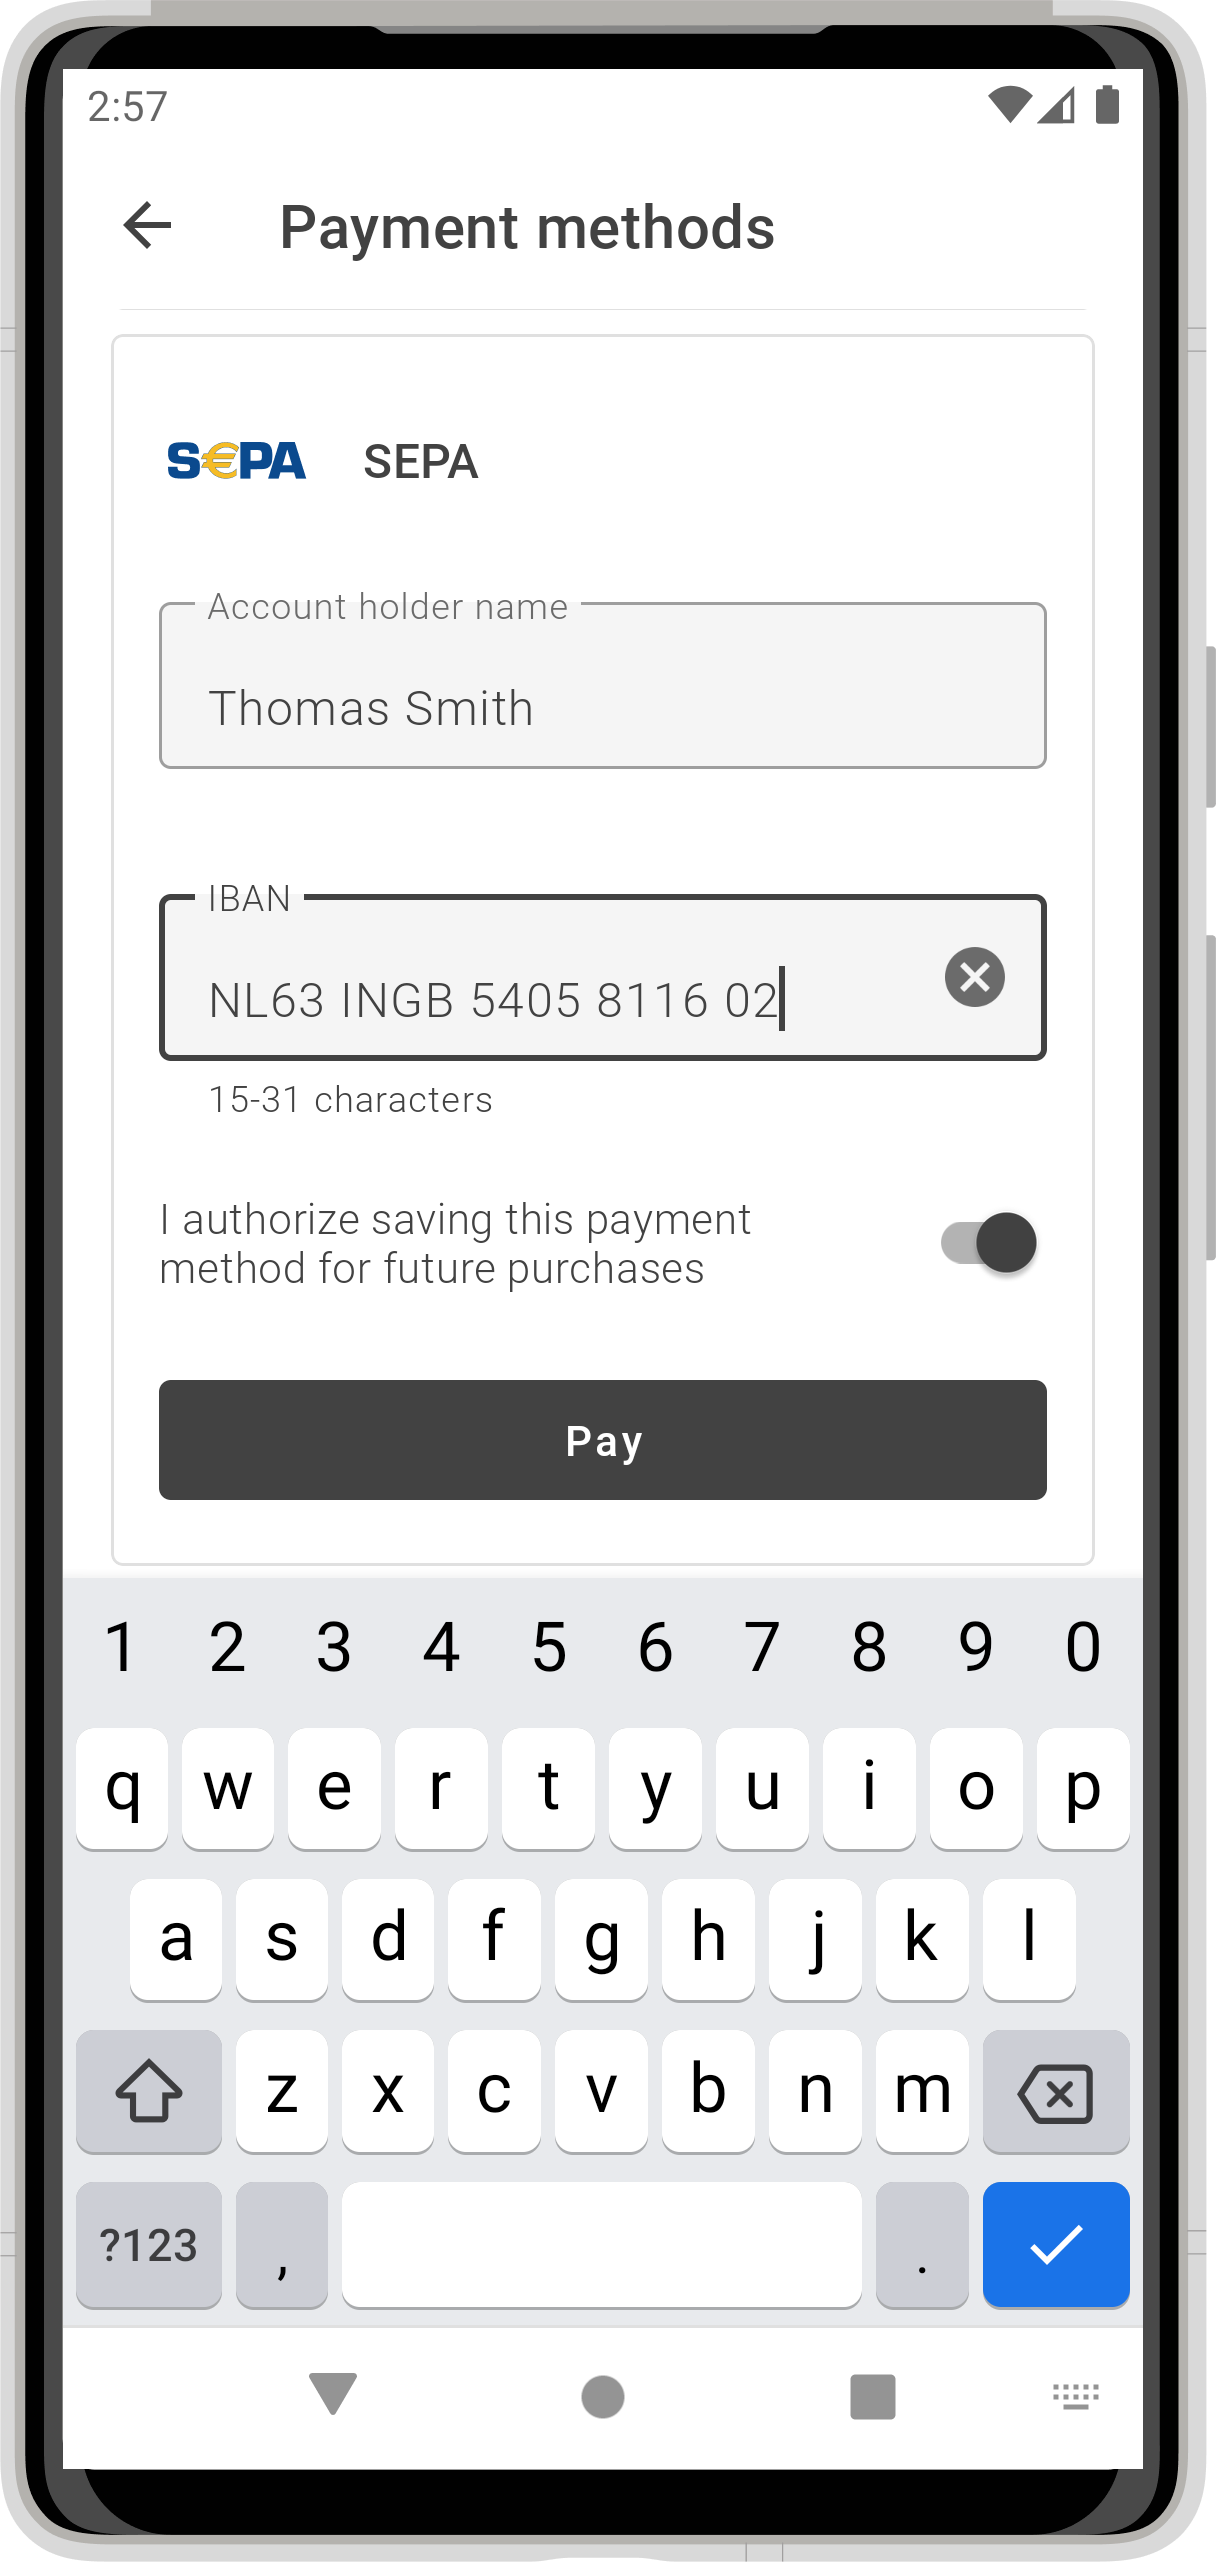 2:57
Payment methods
S€PA SEPA
Account holder name
Thomas Smith
IBAN
NL63 INGB 5405 8116 02
15-31 characters
I authorize saving this payment
method for future purchases
Pay
1 2 3 4 5 6 7 8 9 0
q w e r t y u i o p
a s d f g h j k l
z x c v b n m
?123 , .